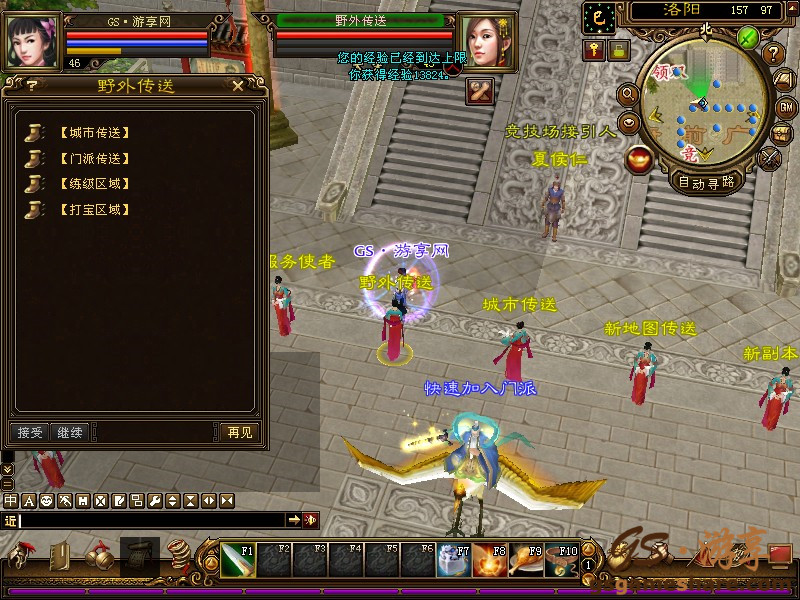 GS·游享网
46
野外传送
您的经验已经到达上限
你获得经验13824。
洛阳
157 97
北
GM
自动寻路
? 野外传送
【城市传送】
【门派传送】
【练级区域】
【打宝区域】
接受
继续
再见
竞技场接引人
夏侯仁
服务使者
GS·游享网
野外传送
城市传送
新地图传送
新副本
快速加入门派
中 A
近
F1 F2 F3 F4 F5 F6 F7 F8 F9 F10
1
GS·游享